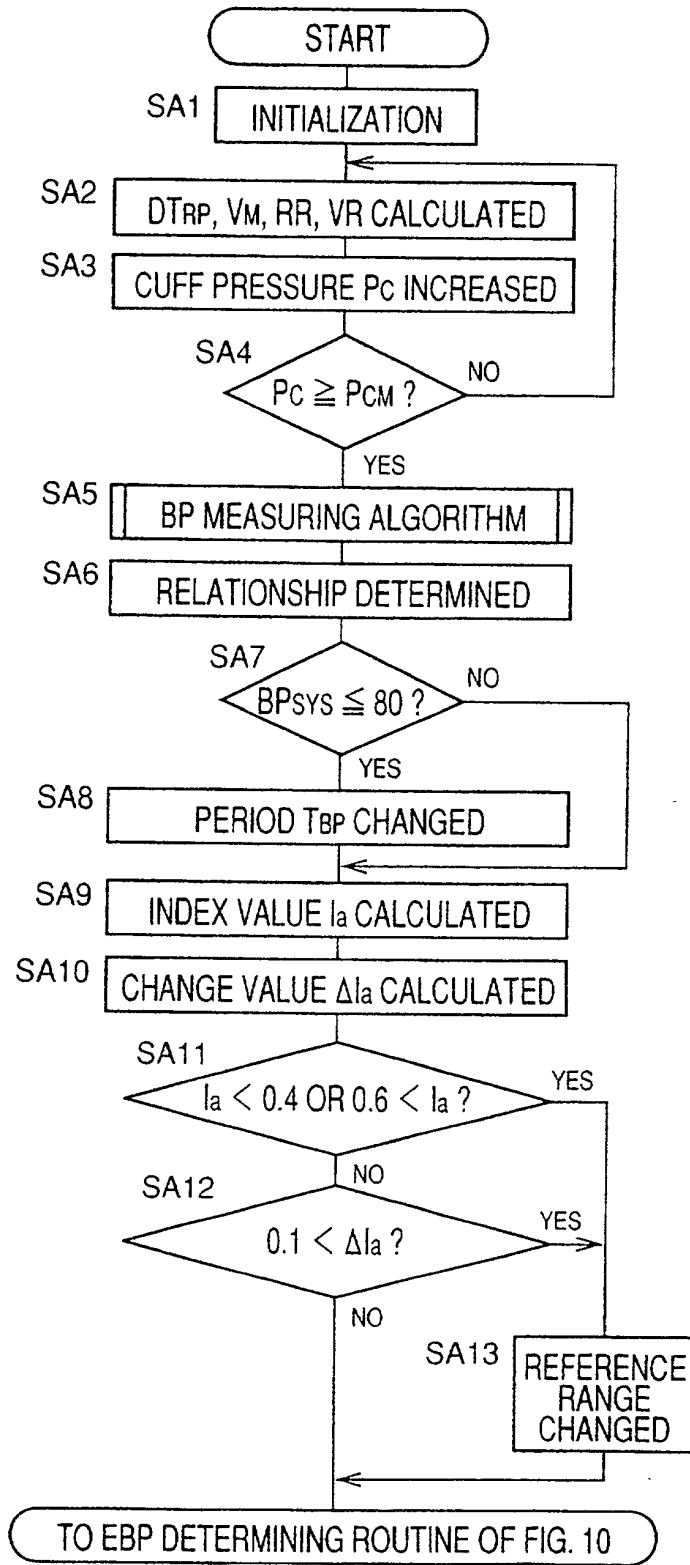 START
SA1
INITIALIZATION
SA2
DTRP, VM, RR, VR CALCULATED
SA3
CUFF PRESSURE PC INCREASED
SA4
PC ≧ PCM ?
NO
YES
SA5
BP MEASURING ALGORITHM
SA6
RELATIONSHIP DETERMINED
SA7
BPSYS ≦ 80 ?
NO
YES
SA8
PERIOD TBP CHANGED
SA9
INDEX VALUE Ia CALCULATED
SA10
CHANGE VALUE ΔIa CALCULATED
SA11
Ia < 0.4 OR 0.6 < Ia ?
YES
NO
SA12
0.1 < ΔIa ?
YES
NO
SA13
REFERENCE
RANGE
CHANGED
TO EBP DETERMINING ROUTINE OF FIG. 10